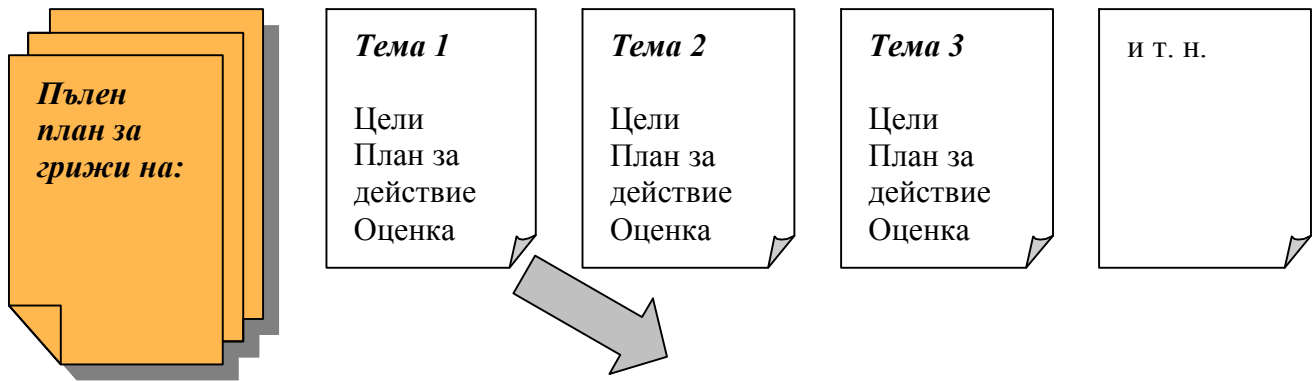 Пълен
план за
грижи на:
Тема 1
Цели
План за
действие
Оценка
Тема 2
Цели
План за
действие
Оценка
Тема 3
Цели
План за
действие
Оценка
и т. н.